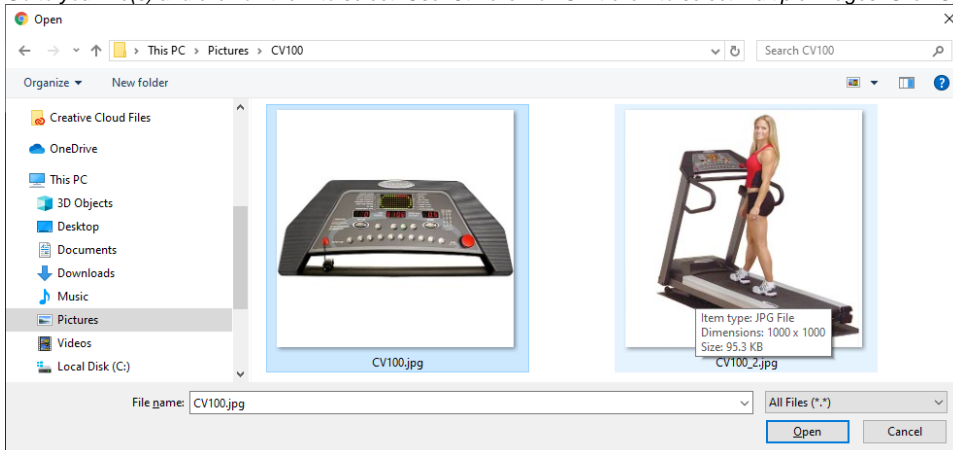 Open
This PC > Pictures > CV100
Search CV100
Organize
New folder
Creative Cloud Files
OneDrive
This PC
3D Objects
Desktop
Documents
Downloads
Music
Pictures
Videos
Local Disk (C:)
Item type: JPG File
Dimensions: 1000 x 1000
Size: 95.3 KB
CV100.jpg
CV100_2.jpg
File name: CV100.jpg
All Files (*.*)
Open
Cancel